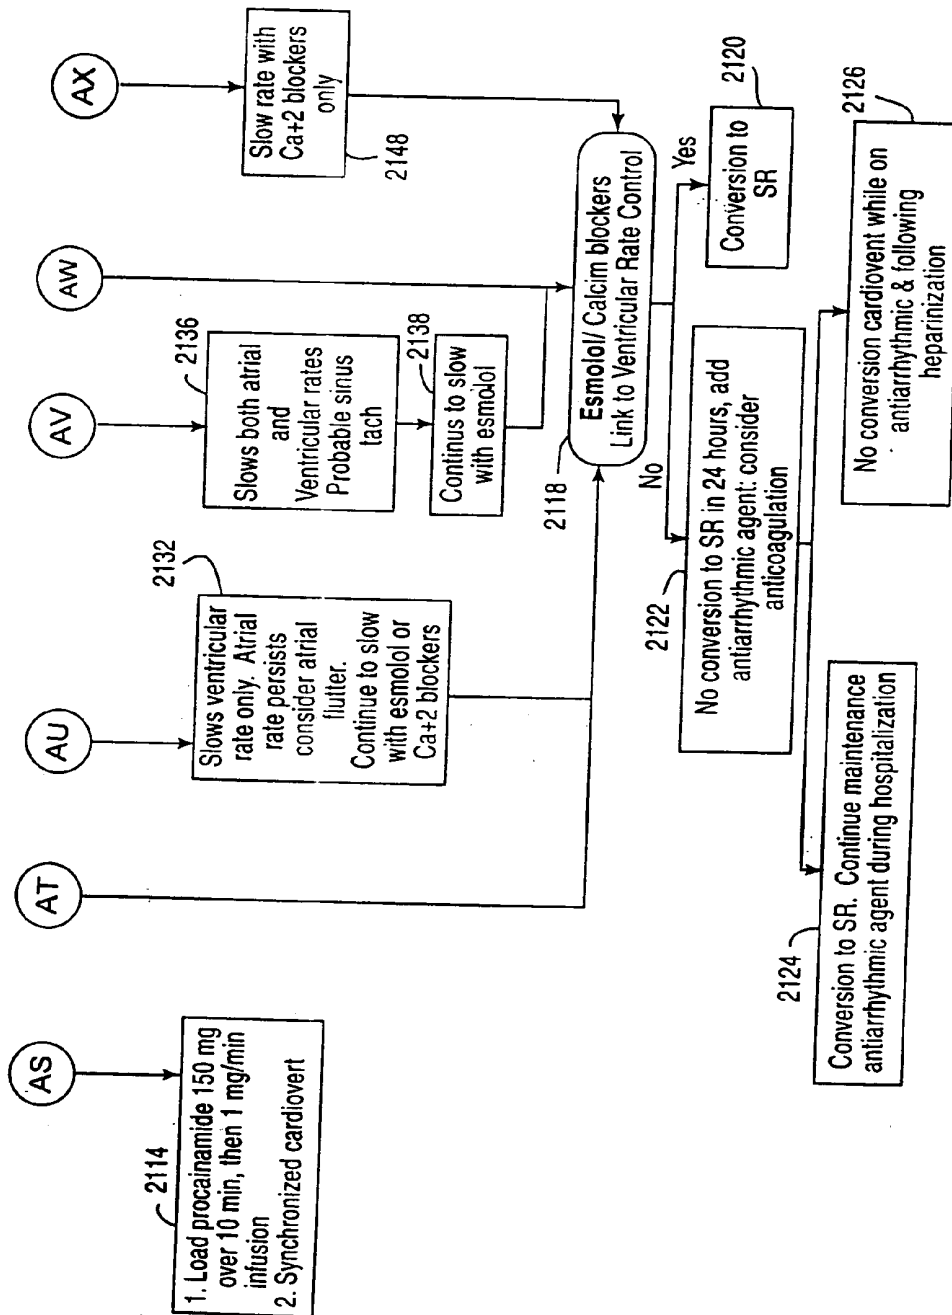 AS
AT
AU
AV
AW
AX
2114
1. Load procainamide 150 mg
over 10 min, then 1 mg/min
infusion
2. Synchronized cardiovert
2132
Slows ventricular
rate only. Atrial
rate persists
consider atrial
flutter.
Continue to slow
with esmolol or
Ca+2 blockers
2136
Slows both atrial
and
Ventricular rates
Probable sinus
tach
2138
Continus to slow
with esmolol
Slow rate with
Ca+2 blockers
only
2148
2118
Esmolol/ Calcim blockers
Link to Ventricular Rate Control
No
Yes
2120
Conversion to
SR
2122
No conversion to SR in 24 hours, add
antiarrhythmic agent: consider
anticoagulation
2124
Conversion to SR. Continue maintenance
antiarrhythmic agent during hospitalization
2126
No conversion cardiovent while on
antiarrhythmic & following
heparinization